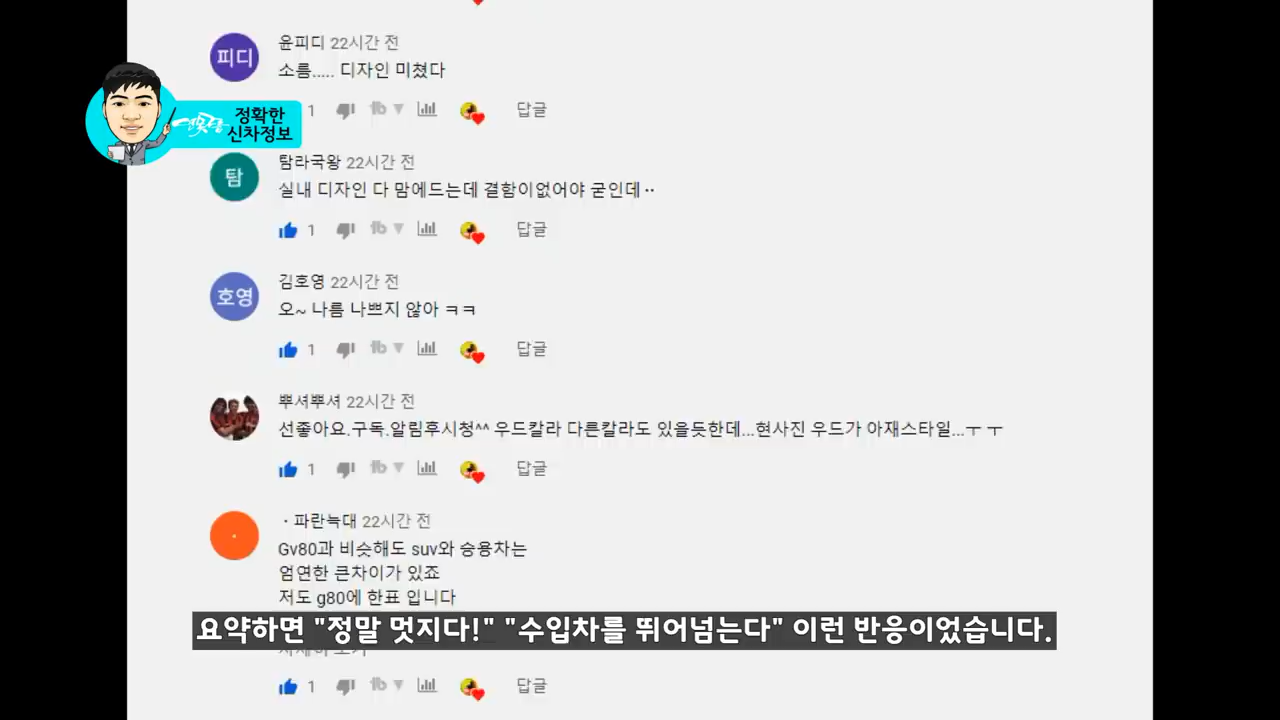 피디
윤피디 22시간 전
소름..... 디자인 미쳤다
1 답글
정확한
신차정보
탐
탐라국왕 22시간 전
실내 디자인 다 맘에드는데 결함이없어야 굳인데··
1 답글
호영
김호영 22시간 전
오~ 나름 나쁘지 않아 ㅋㅋ
1 답글
뿌셔뿌셔 22시간 전
선좋아요.구독.알림후시청^^ 우드칼라 다른칼라도 있을듯한데...현사진 우드가 아재스타일...ㅜ ㅜ
1 답글
·파란늑대 22시간 전
Gv80과 비슷해도 suv와 승용차는
엄연한 큰차이가 있죠
저도 g80에 한표 입니다
요약하면 "정말 멋지다!" "수입차를 뛰어넘는다" 이런 반응이었습니다.
1 답글